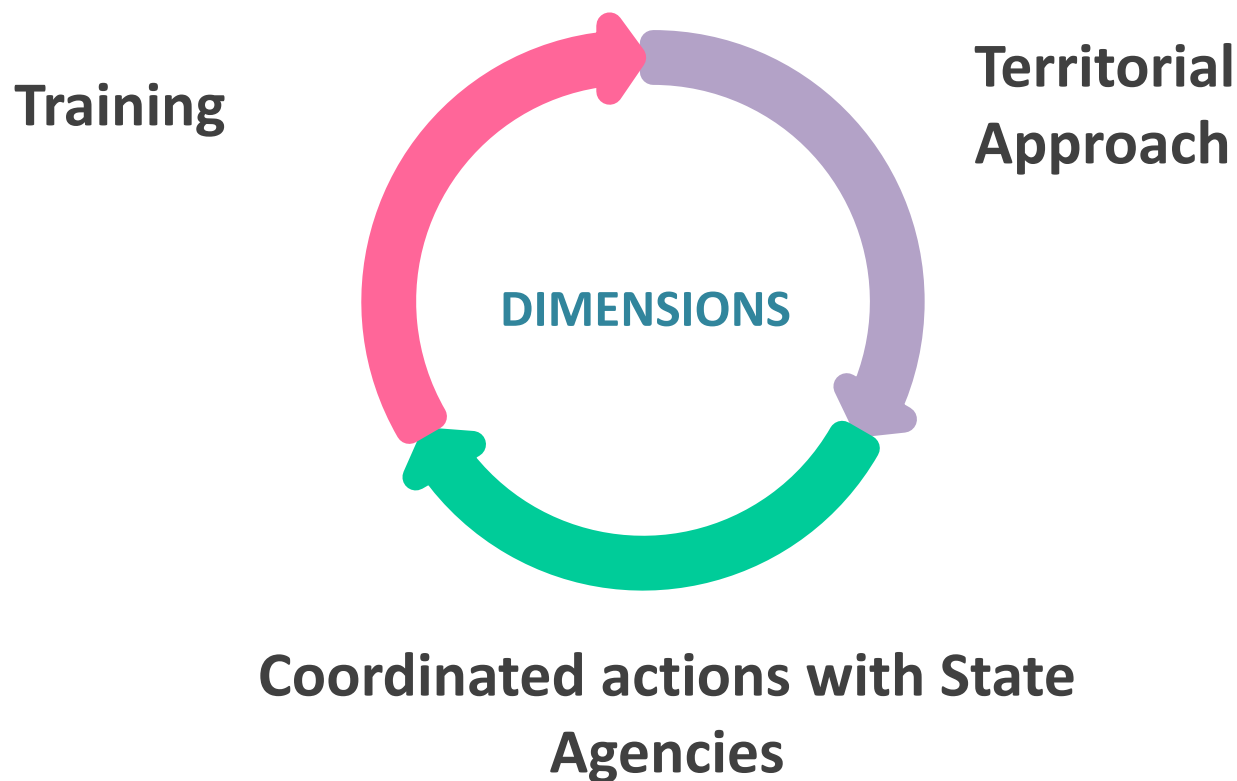 Training
Territorial
Approach
DIMENSIONS
Coordinated actions with State
Agencies